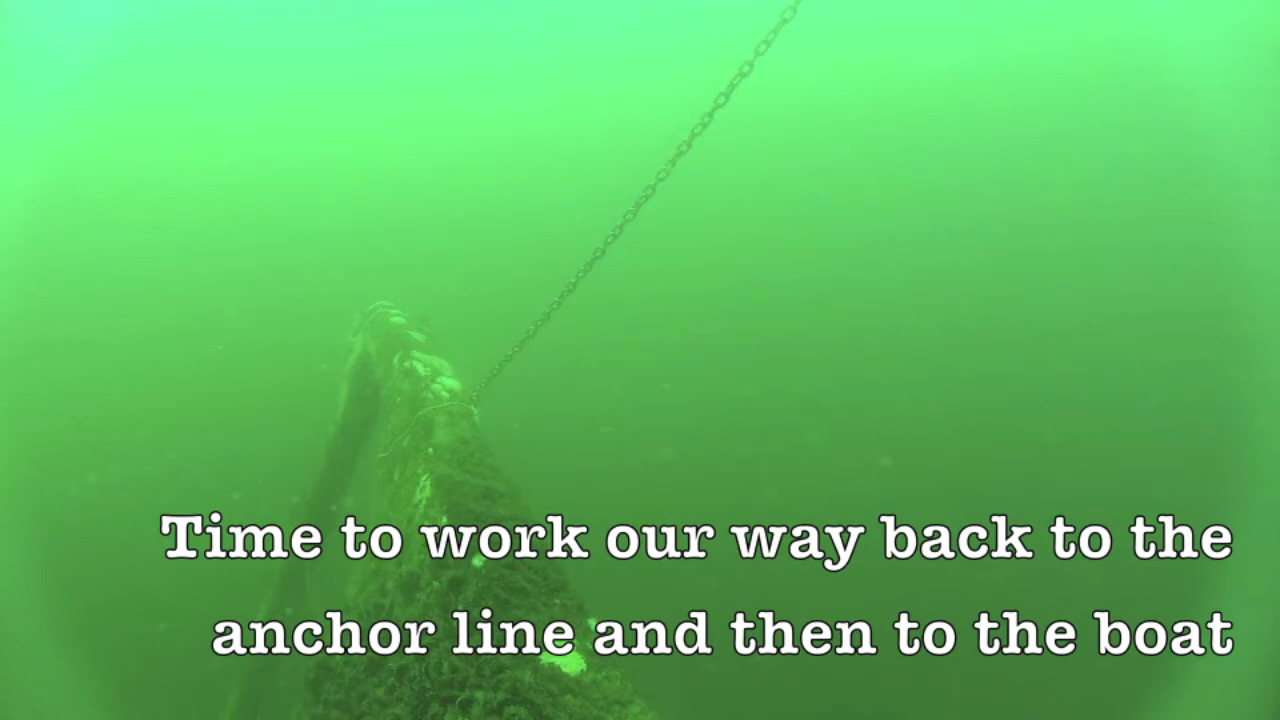 Time to work our way back to the
anchor line and then to the boat